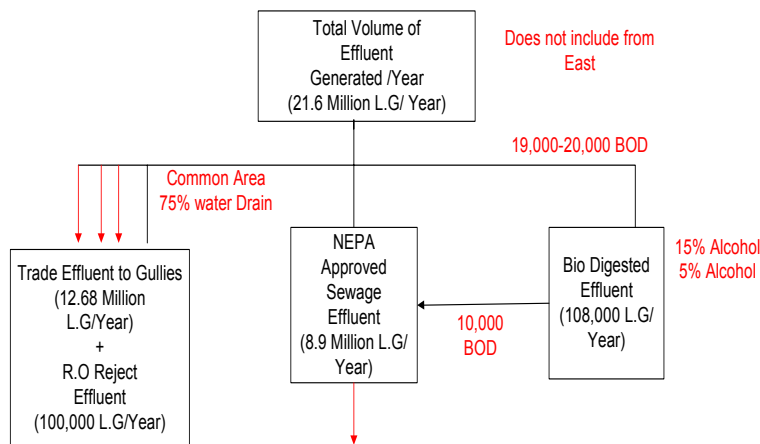 Total Volume of
Effluent
Generated /Year
(21.6 Million L.G/ Year)
Does not include from
East
19,000-20,000 BOD
Common Area
75% water Drain
Trade Effluent to Gullies
(12.68 Million
L.G/Year)
+
R.O Reject
Effluent
(100,000 L.G/Year)
NEPA
Approved
Sewage
Effluent
(8.9 Million L.G/
Year)
10,000
BOD
Bio Digested
Effluent
(108,000 L.G/
Year)
15% Alcohol
5% Alcohol